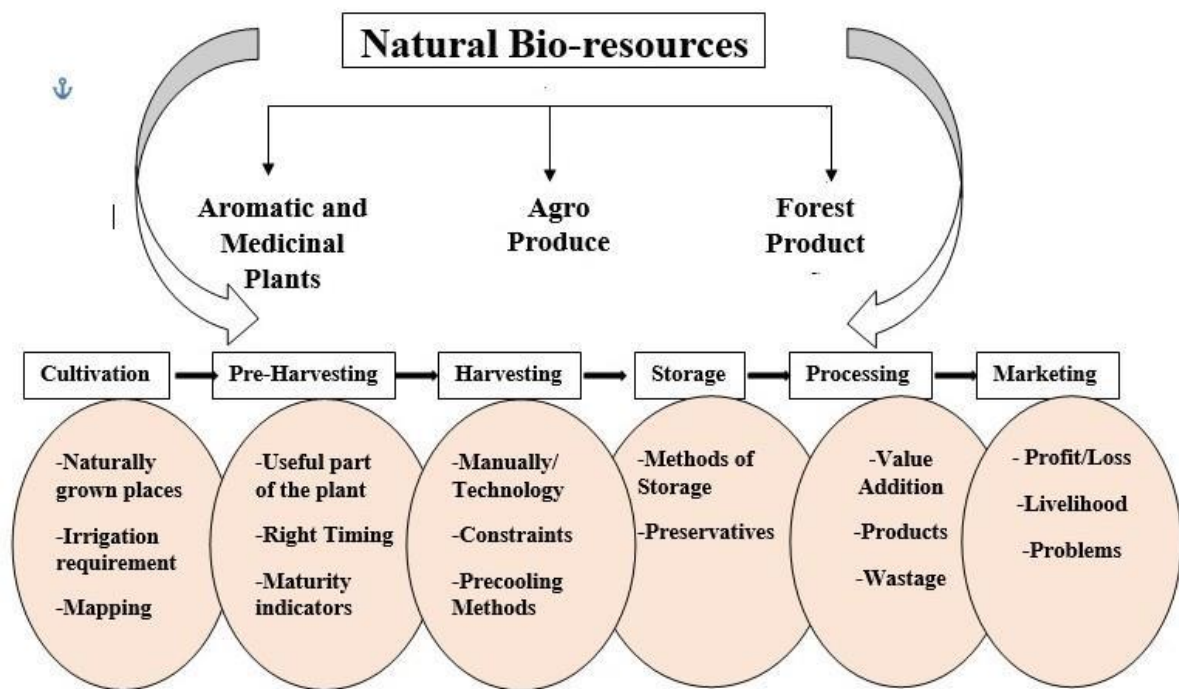 Natural Bio-resources
Aromatic and
Medicinal
Plants
Agro
Produce
Forest
Product
-
Cultivation
Pre-Harvesting
Harvesting
Storage
Processing
Marketing
-Naturally
grown places
-Irrigation
requirement
-Mapping
-Useful part
of the plant
-Right Timing
-Maturity
indicators
-Manually/
Technology
-Constraints
-Precooling
Methods
-Methods of
Storage
-Preservatives
-Value
Addition
-Products
-Wastage
- Profit/Loss
-Livelihood
-Problems